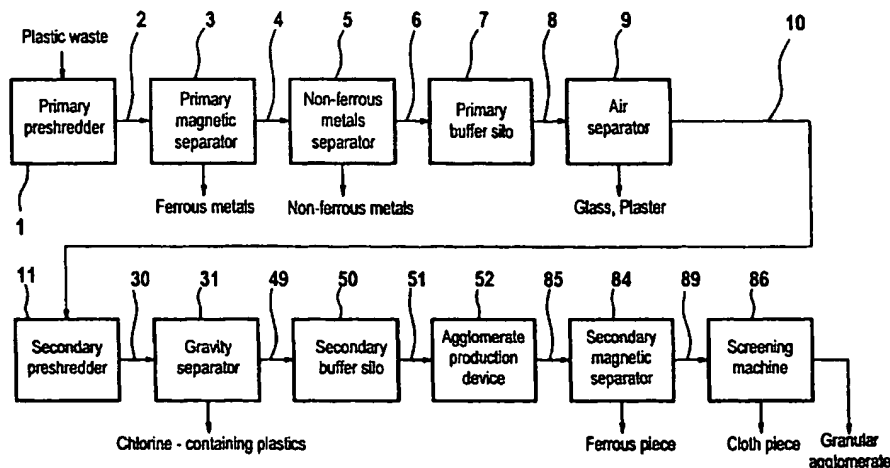 2
3
4
5
6
7
8
9
10
Plastic waste
Primary
preshredder
Primary
magnetic
separator
Non-ferrous
metals
separator
Primary
buffer silo
Air
separator
1
Ferrous metals
Non-ferrous metals
Glass, Plaster
11
30
31
49
50
51
52
85
84
89
86
Secondary
preshredder
Gravity
separator
Secondary
buffer silo
Agglomerate
production
device
Secondary
magnetic
separator
Screening
machine
Chlorine - containing plastics
Ferrous piece
Cloth piece
Granular
agglomerate